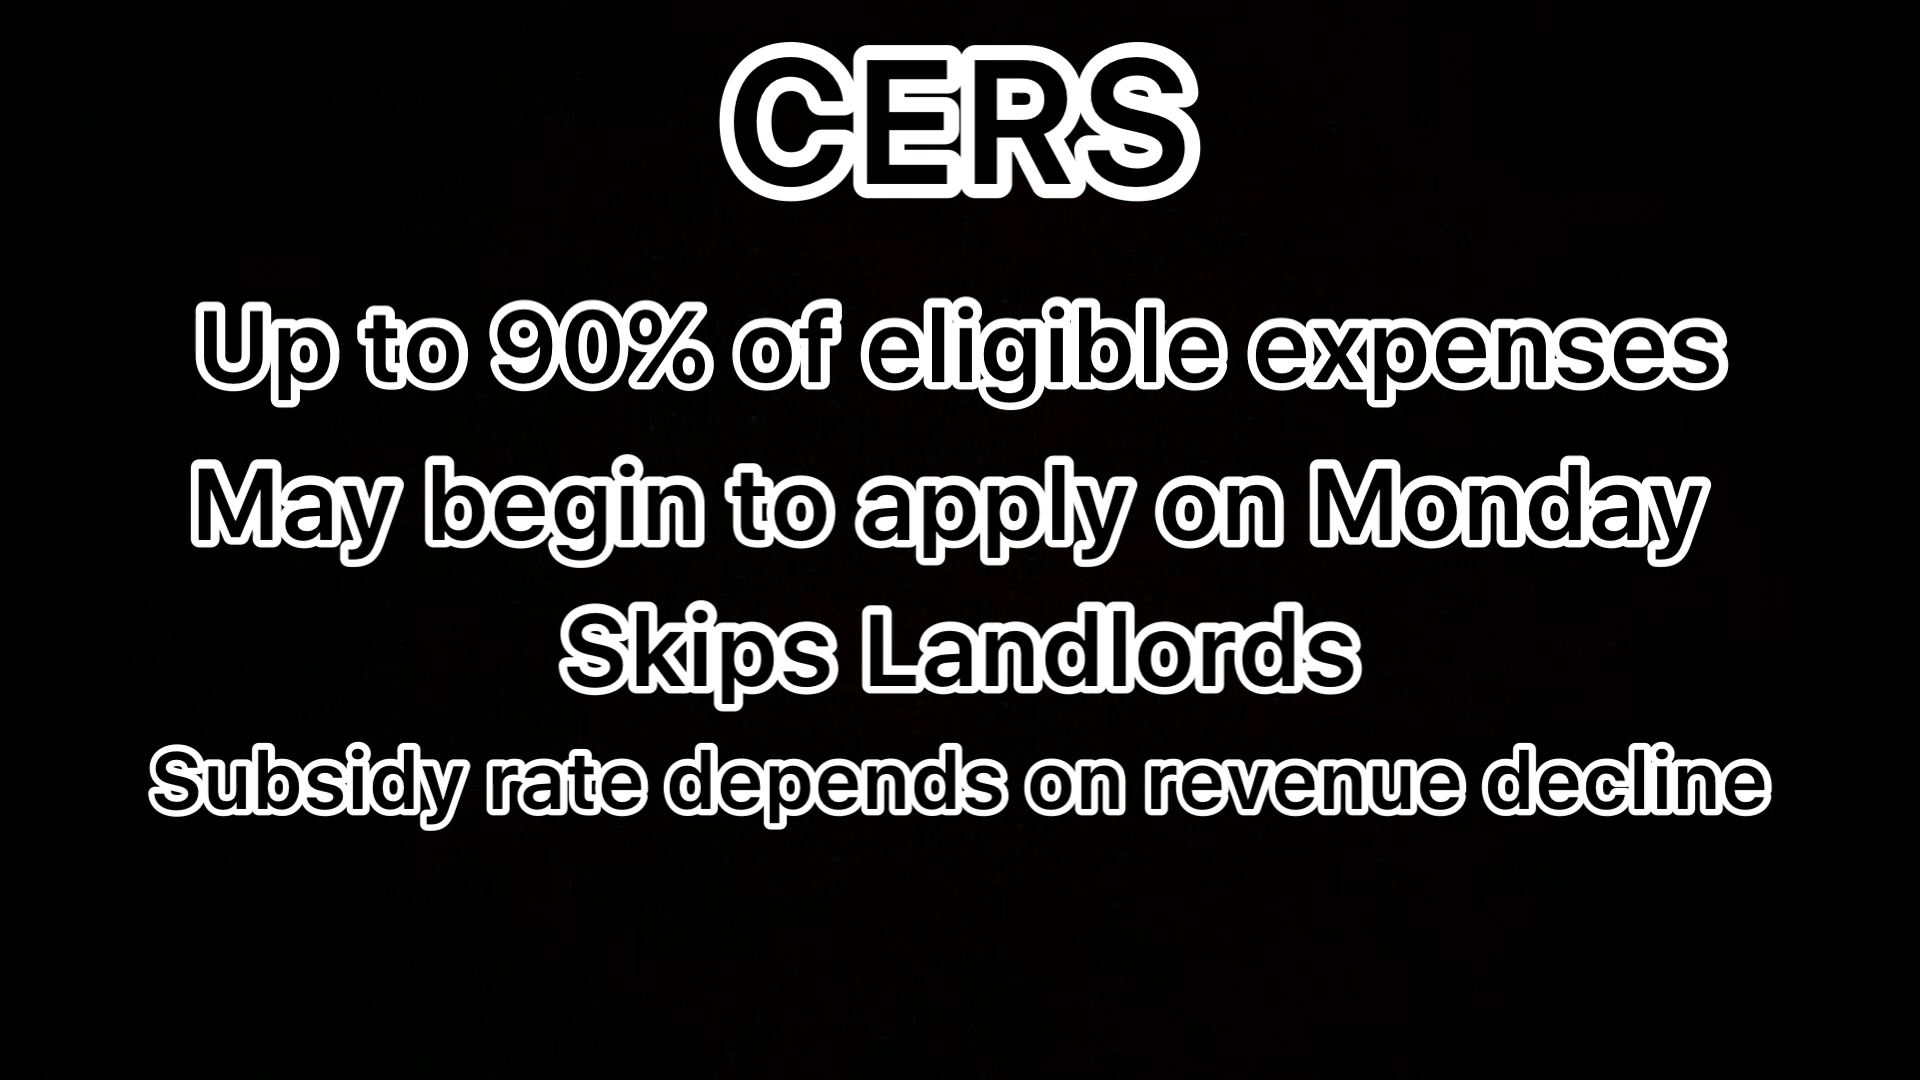 CERS
Up to 90% of eligible expenses
May begin to apply on Monday
Skips Landlords
Subsidy rate depends on revenue decline